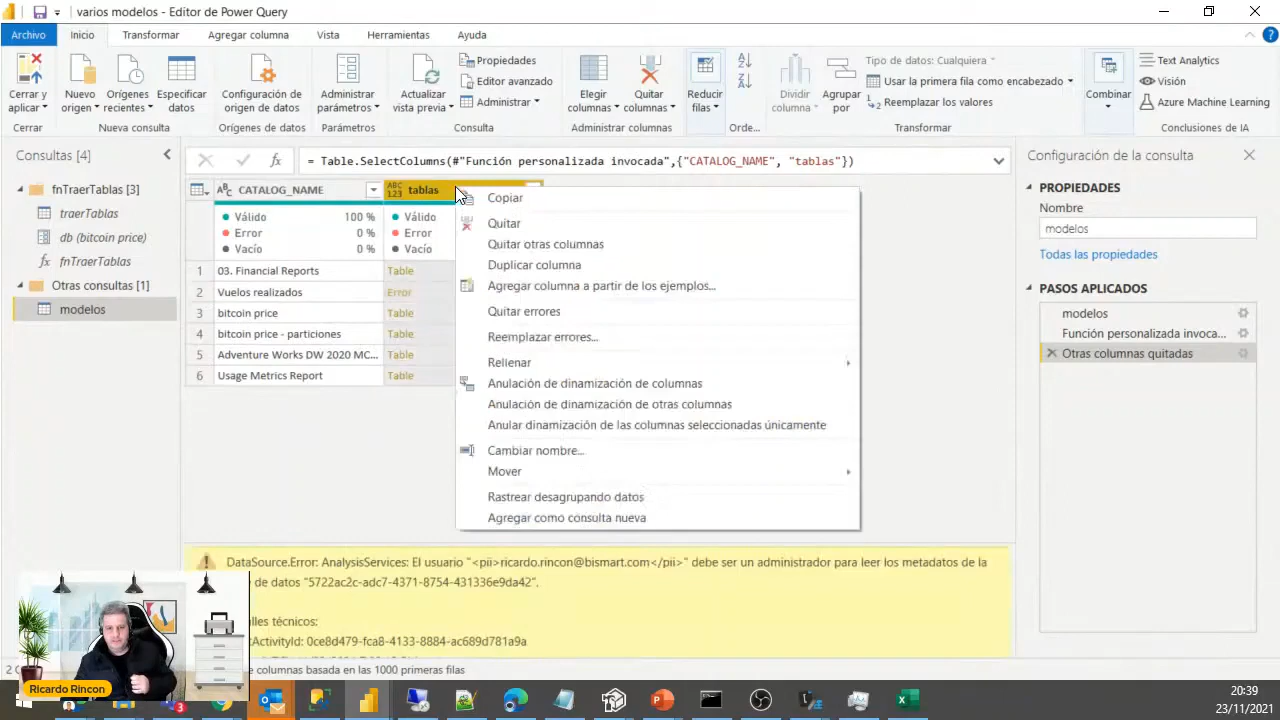 varios modelos - Editor de Power Query
Archivo
Inicio
Transformar
Agregar columna
Vista
Herramientas
Ayuda
Cerrar y aplicar
Nuevo origen
Orígenes recientes
Especificar datos
Configuración de origen de datos
Administrar parámetros
Actualizar vista previa
Propiedades
Editor avanzado
Administrar
Elegir columnas
Quitar columnas
Reducir filas
Dividir columna
Agrupar por
Tipo de datos: Cualquiera
Usar la primera fila como encabezado
Reemplazar los valores
Combinar
Text Analytics
Visión
Azure Machine Learning
Cerrar
Nueva consulta
Orígenes de datos
Parámetros
Consulta
Administrar columnas
Orde...
Transformar
Conclusiones de IA
Consultas [4]
fnTraerTablas [3]
traerTablas
db (bitcoin price)
fx fnTraerTablas
Otras consultas [1]
modelos
fx
= Table.SelectColumns(#"Función personalizada invocada",{"CATALOG_NAME", "tablas"})
ABC CATALOG_NAME
ABC 123 tablas
Válido 100 %
Error 0 %
Vacío 0 %
Válido
Error
Vacío
1 03. Financial Reports Table
2 Vuelos realizados Error
3 bitcoin price Table
4 bitcoin price - particiones Table
5 Adventure Works DW 2020 MC... Table
6 Usage Metrics Report Table
Copiar
Quitar
Quitar otras columnas
Duplicar columna
Agregar columna a partir de los ejemplos...
Quitar errores
Reemplazar errores...
Rellenar
Anulación de dinamización de columnas
Anulación de dinamización de otras columnas
Anular dinamización de las columnas seleccionadas únicamente
Cambiar nombre...
Mover
Rastrear desagrupando datos
Agregar como consulta nueva
Configuración de la consulta
PROPIEDADES
Nombre
modelos
Todas las propiedades
PASOS APLICADOS
modelos
Función personalizada invoca...
Otras columnas quitadas
DataSource.Error: AnalysisServices: El usuario "<pii>ricardo.rincon@bismart.com</pii>" debe ser un administrador para leer los metadatos de la
de datos "5722ac2c-adc7-4371-8754-431336e9da42".
lles técnicos:
ActivityId: 0ce8d479-fca8-4133-8884-ac689d781a9a
2 C
e columnas basada en las 1000 primeras filas
Ricardo Rincon
20:39
23/11/2021